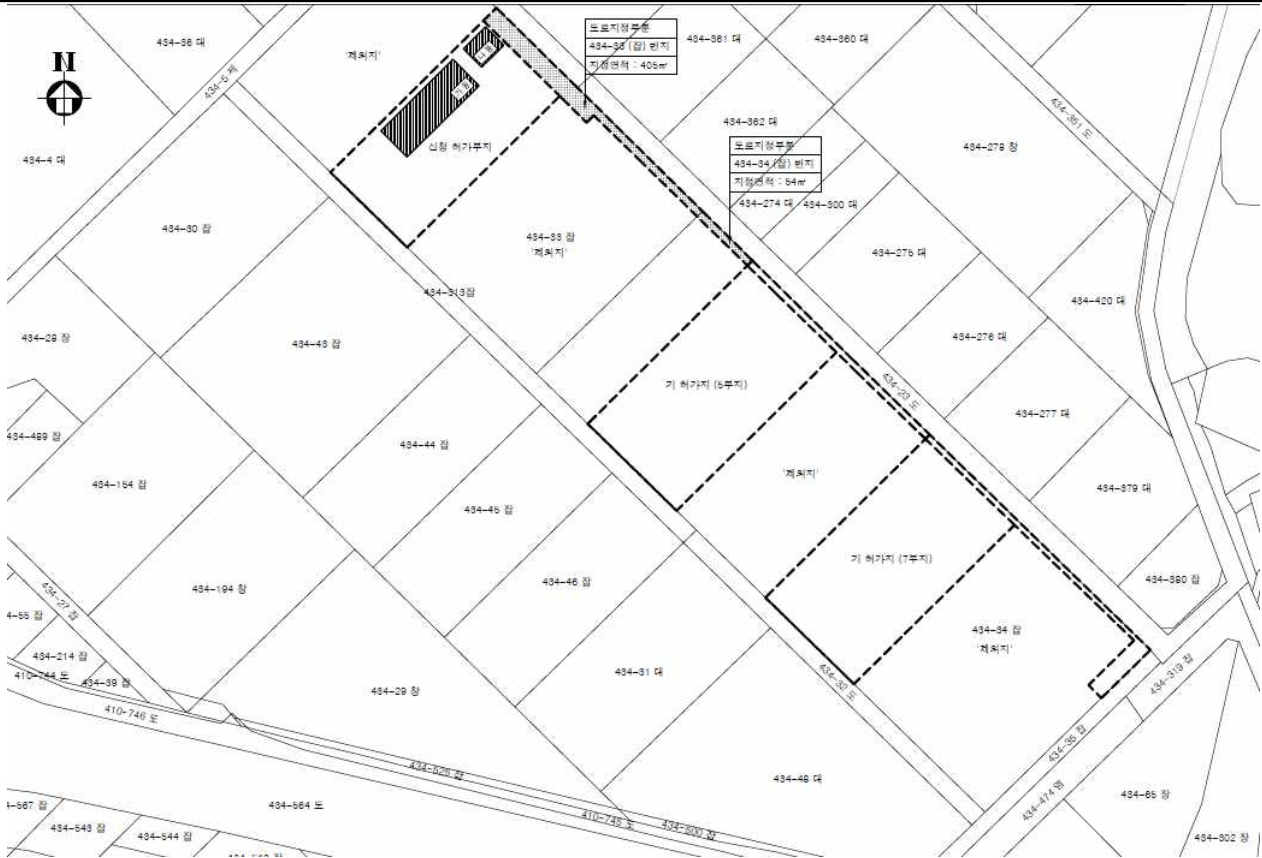 N
434-36 대
'제외지'
434-5 제
434-4 대
도로지정부분
434-33 (잡) 번지
지정면적 : 405㎡
434-361 대
434-360 대
434-351 도
434-362 대
434-278 창
도로지정부분
434-34 (잡) 번지
지정면적 : 54㎡
434-274 대
434-300 대
신청 허가부지
434-30 잡
434-33 잡
'제외지'
434-275 대
434-313잡
434-420 대
434-28 장
434-43 잡
434-276 대
기 허가지 (5부지)
434-23 도
434-277 대
434-489 잡
434-44 잡
434-154 잡
'제외지'
434-379 대
434-45 잡
기 허가지 (7부지)
434-46 잡
434-380 잡
434-194 창
434-27 잡
4-55 잡
434-34 잡
'제외지'
434-214 잡
410-744 도
434-39 잡
434-31 대
434-32 도
434-319 잡
434-29 창
410-746 도
434-35 잡
434-525 잡
434-48 대
434-65 장
434-474 염
4-567 잡
434-564 도
410-745 도
434-500 잡
434-543 잡
434-544 잡
434-302 장